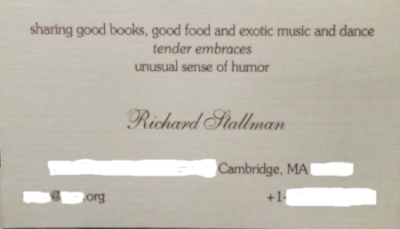 sharing good books, good food and exotic music and dance
tender embraces
unusual sense of humor
Richard Stallman
Cambridge, MA
@ .org
+1-